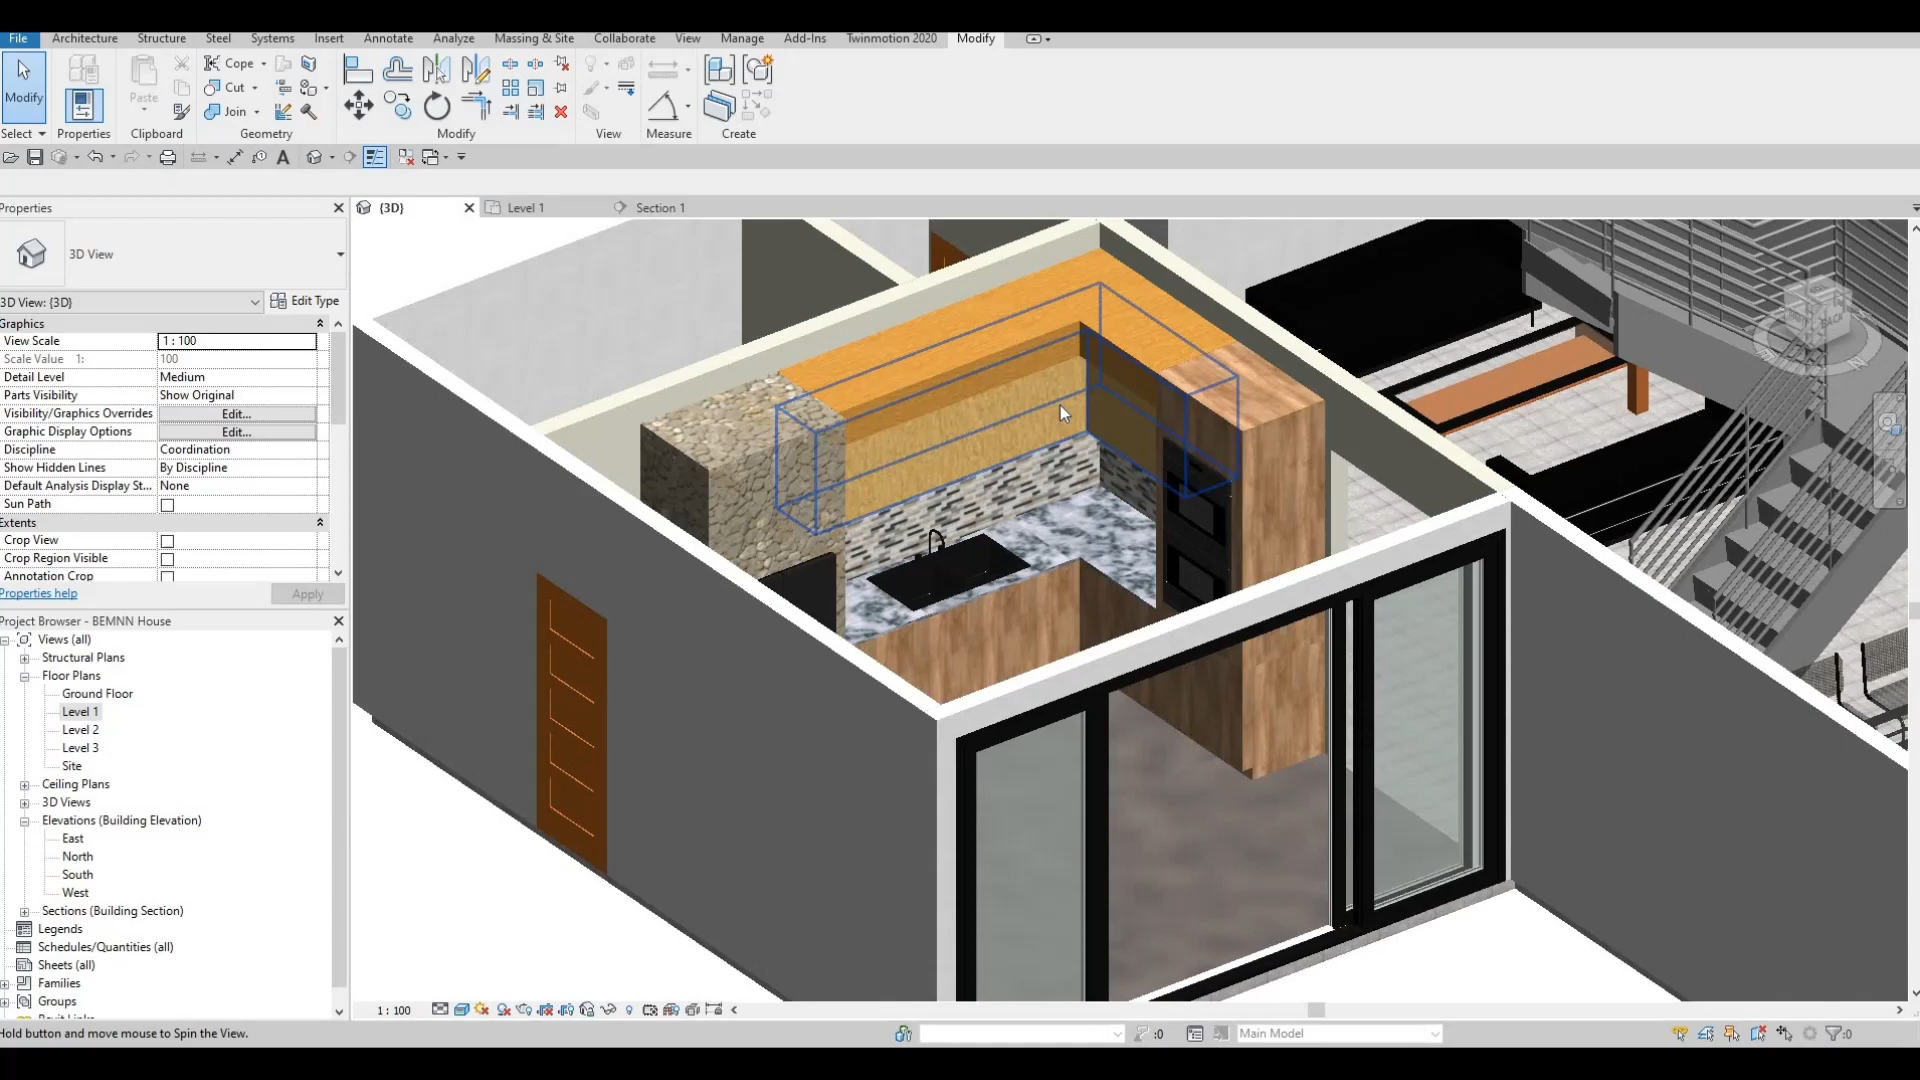 File Architecture Structure Steel Systems Insert Annotate Analyze Massing & Site Collaborate View Manage Add-Ins Twinmotion 2020 Modify
Modify
Paste
Cope
Cut
Join
Select Properties Clipboard Geometry Modify View Measure Create
Properties
{3D}
Level 1
Section 1
3D View
3D View: {3D}
Edit Type
Graphics
View Scale 1 : 100
Scale Value 1: 100
Detail Level Medium
Parts Visibility Show Original
Visibility/Graphics Overrides Edit...
Graphic Display Options Edit...
Discipline Coordination
Show Hidden Lines By Discipline
Default Analysis Display St... None
Sun Path
Extents
Crop View
Crop Region Visible
Annotation Crop
Properties help
Apply
Project Browser - BEMNN House
Views (all)
Structural Plans
Floor Plans
Ground Floor
Level 1
Level 2
Level 3
Site
Ceiling Plans
3D Views
Elevations (Building Elevation)
East
North
South
West
Sections (Building Section)
Legends
Schedules/Quantities (all)
Sheets (all)
Families
Groups
1 : 100
Hold button and move mouse to Spin the View.
:0
Main Model
:0